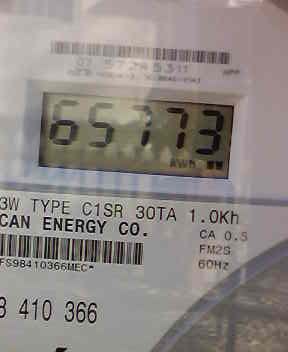 65773
KWh
3W TYPE C1SR 30TA 1.0Kh
CAN ENERGY CO.
CA 0.5
FM2S
60Hz
FS98410366MEC*
8 410 366